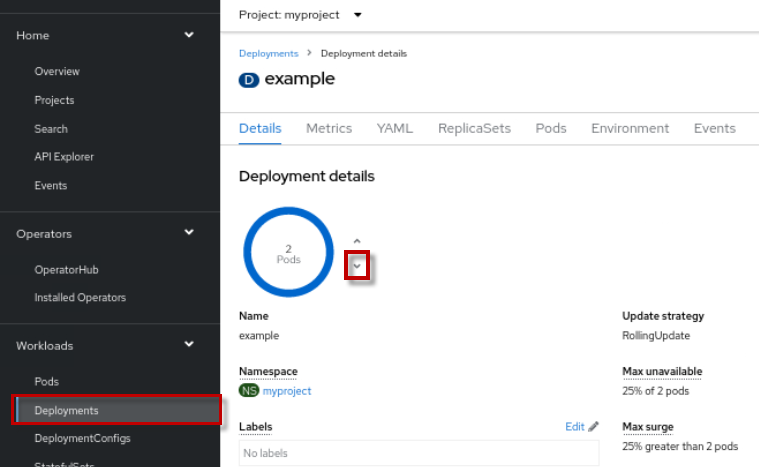 Home
Overview
Projects
Search
API Explorer
Events
Operators
OperatorHub
Installed Operators
Workloads
Pods
Deployments
DeploymentConfigs
StatefulSets
Project: myproject
Deployments > Deployment details
D example
Details Metrics YAML ReplicaSets Pods Environment Events
Deployment details
2
Pods
Name
example
Namespace
NS myproject
Labels Edit
No labels
Update strategy
RollingUpdate
Max unavailable
25% of 2 pods
Max surge
25% greater than 2 pods